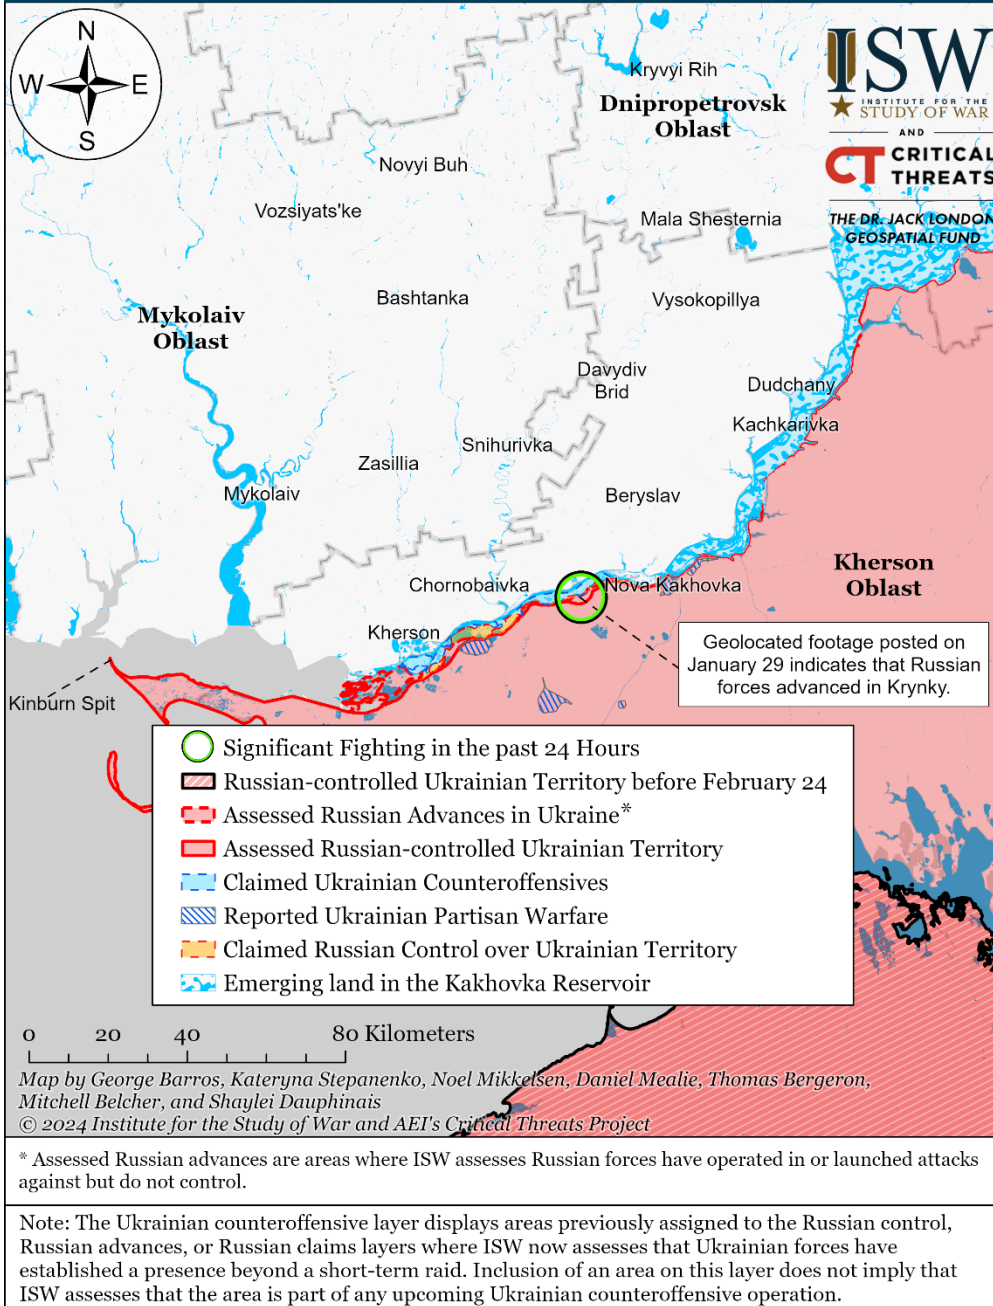 N
W
E
S
ISW
INSTITUTE FOR THE
STUDY OF WAR
AND
CT CRITICAL
THREATS
THE DR. JACK LONDON
GEOSPATIAL FUND
Kryvyi Rih
Dnipropetrovsk
Oblast
Novyi Buh
Vozsiyats'ke
Mala Shesternia
Bashtanka
Vysokopillya
Mykolaiv
Oblast
Davydiv
Brid
Dudchany
Kachkarivka
Snihurivka
Zasillia
Mykolaiv
Beryslav
Kherson
Oblast
Chornobaivka
Nova Kakhovka
Kherson
Geolocated footage posted on
January 29 indicates that Russian
forces advanced in Krynky.
Kinburn Spit
Significant Fighting in the past 24 Hours
Russian-controlled Ukrainian Territory before February 24
Assessed Russian Advances in Ukraine*
Assessed Russian-controlled Ukrainian Territory
Claimed Ukrainian Counteroffensives
Reported Ukrainian Partisan Warfare
Claimed Russian Control over Ukrainian Territory
Emerging land in the Kakhovka Reservoir
0 20 40 80 Kilometers
Map by George Barros, Kateryna Stepanenko, Noel Mikkelsen, Daniel Mealie, Thomas Bergeron,
Mitchell Belcher, and Shaylei Dauphinais
© 2024 Institute for the Study of War and AEI's Critical Threats Project
* Assessed Russian advances are areas where ISW assesses Russian forces have operated in or launched attacks
against but do not control.
Note: The Ukrainian counteroffensive layer displays areas previously assigned to the Russian control,
Russian advances, or Russian claims layers where ISW now assesses that Ukrainian forces have
established a presence beyond a short-term raid. Inclusion of an area on this layer does not imply that
ISW assesses that the area is part of any upcoming Ukrainian counteroffensive operation.